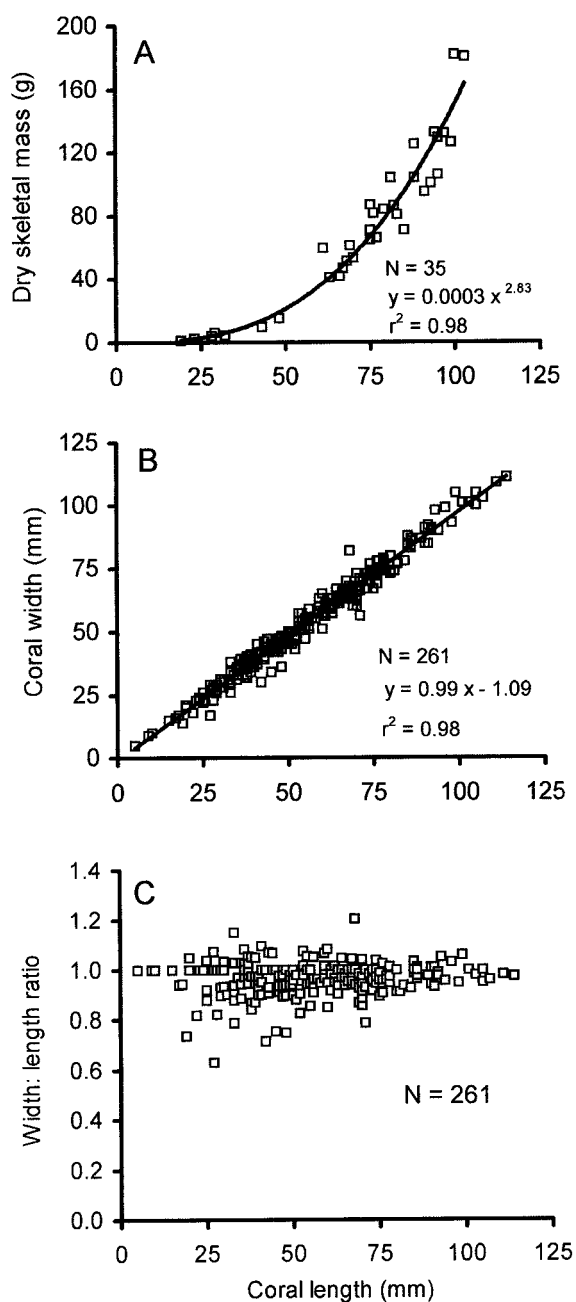 A
200
160
120
80
40
0
Dry skeletal mass (g)
N = 35
y = 0.0003 x^2.83
r² = 0.98
0 25 50 75 100 125
B
125
100
75
50
25
0
Coral width (mm)
N = 261
y = 0.99 x - 1.09
r² = 0.98
0 25 50 75 100 125
C
1.4
1.2
1.0
0.8
0.6
0.4
0.2
0.0
Width: length ratio
N = 261
0 25 50 75 100 125
Coral length (mm)